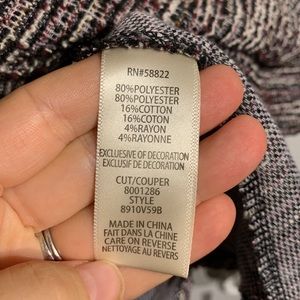 RN#58822
80%POLYESTER
80%POLYESTER
16%COTTON
16%COTON
4%RAYON
4%RAYONNE
EXCLUSIVE OF DECORATION
EXCLUSIF DE DECORATION
CUT/COUPER
8001286
STYLE
8910V59B
MADE IN CHINA
FAIT DANS LA CHINE
CARE ON REVERSE
NETTOYAGE AU REVERS